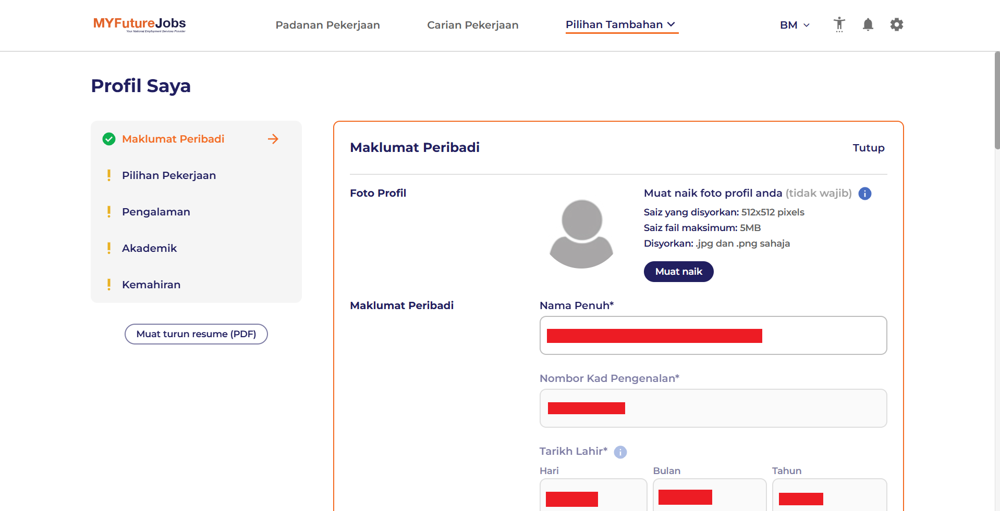 MYFutureJobs
Your National Employment Services Provider
Padanan Pekerjaan
Carian Pekerjaan
Pilihan Tambahan
BM
Profil Saya
Maklumat Peribadi
Pilihan Pekerjaan
Pengalaman
Akademik
Kemahiran
Muat turun resume (PDF)
Maklumat Peribadi
Tutup
Foto Profil
Muat naik foto profil anda (tidak wajib)
Saiz yang disyorkan: 512x512 pixels
Saiz fail maksimum: 5MB
Disyorkan: .jpg dan .png sahaja
Muat naik
Maklumat Peribadi
Nama Penuh*
Nombor Kad Pengenalan*
Tarikh Lahir*
Hari
Bulan
Tahun